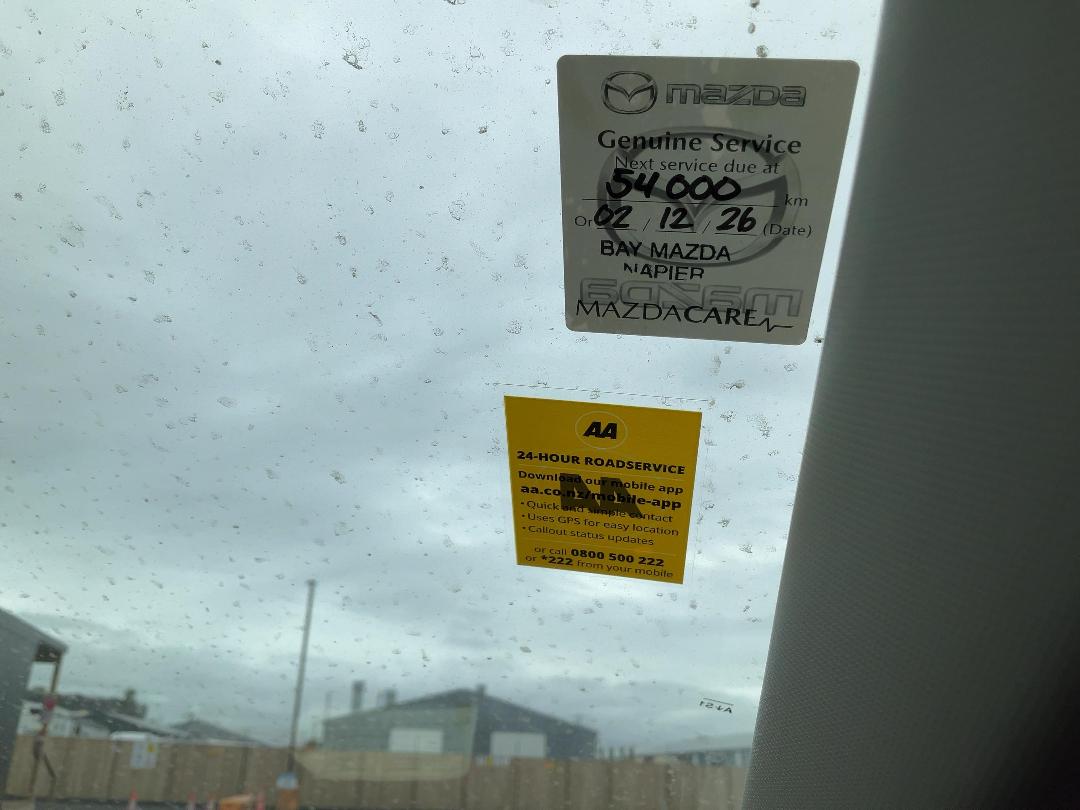 mazda
Genuine Service
Next service due at
54 000 km
Or 02 / 12 / 26 (Date)
BAY MAZDA
NAPIER
MAZDACARE
AA
24-HOUR ROADSERVICE
Download our mobile app
aa.co.nz/mobile-app
• Quick and simple contact
• Uses GPS for easy location
• Callout status updates
or call 0800 500 222
or *222 from your mobile